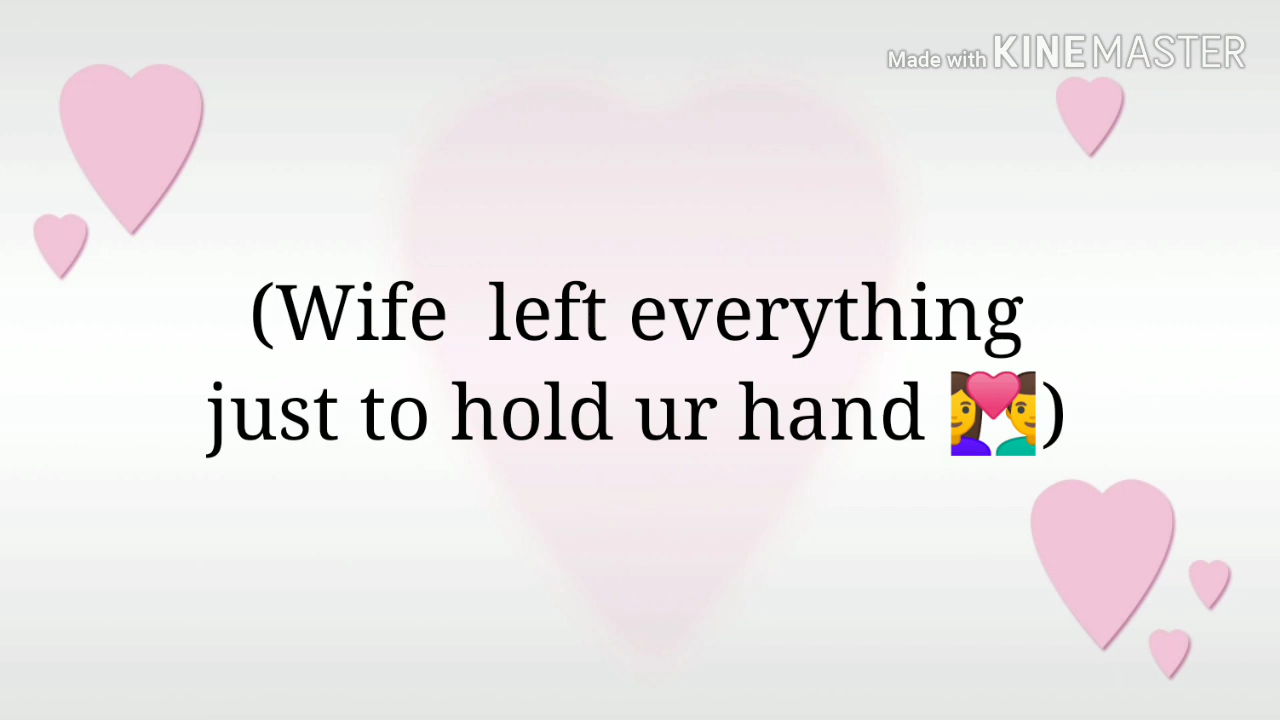 Made with KINEMASTER
(Wife  left everything
just to hold ur hand 💑)